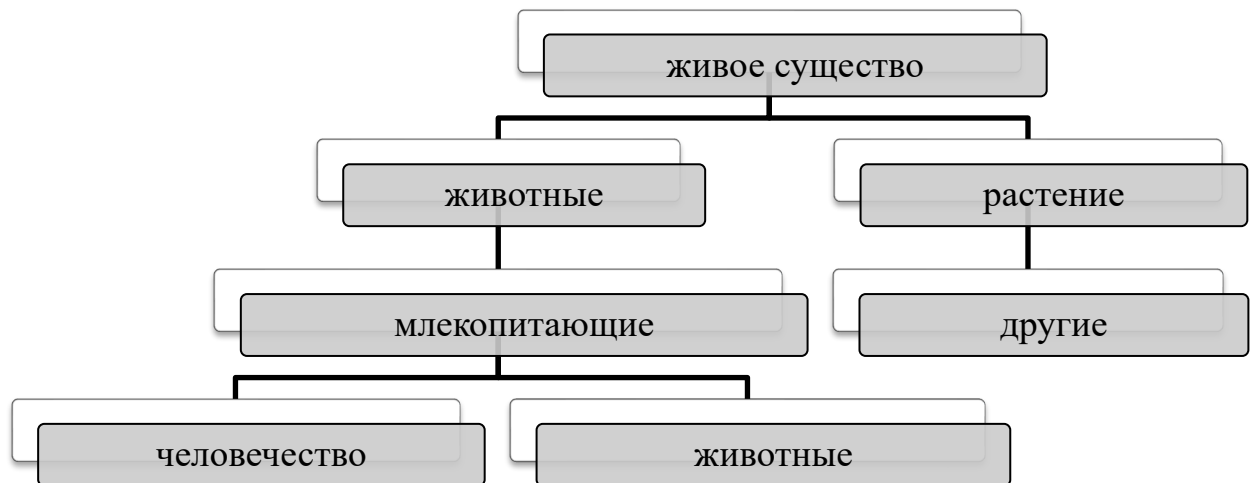 живое существо
животные
растение
млекопитающие
другие
человечество
животные